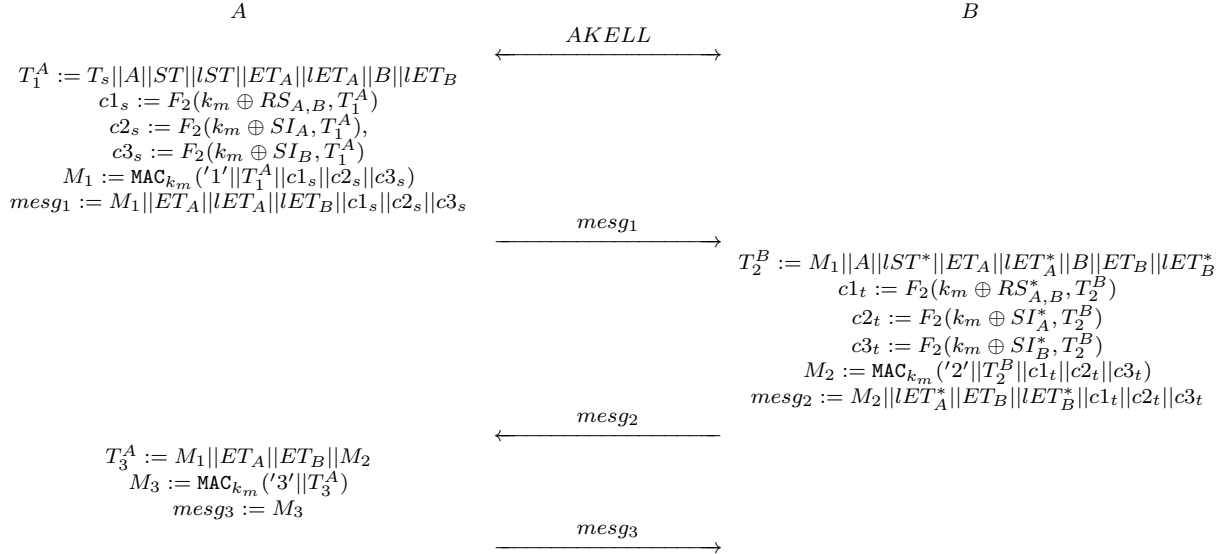 A B
AKELL
T_1^A := T_s||A||ST||lST||ET_A||lET_A||B||lET_B
c1_s := F_2(k_m ⊕ RS_{A,B}, T_1^A)
c2_s := F_2(k_m ⊕ SI_A, T_1^A),
c3_s := F_2(k_m ⊕ SI_B, T_1^A)
M_1 := MAC_{k_m}('1'||T_1^A||c1_s||c2_s||c3_s)
mesg_1 := M_1||ET_A||lET_A||lET_B||c1_s||c2_s||c3_s
mesg_1
T_2^B := M_1||A||lST^*||ET_A||lET_A^*||B||ET_B||lET_B^*
c1_t := F_2(k_m ⊕ RS_{A,B}^*, T_2^B)
c2_t := F_2(k_m ⊕ SI_A^*, T_2^B)
c3_t := F_2(k_m ⊕ SI_B^*, T_2^B)
M_2 := MAC_{k_m}('2'||T_2^B||c1_t||c2_t||c3_t)
mesg_2 := M_2||lET_A^*||ET_B||lET_B^*||c1_t||c2_t||c3_t
mesg_2
T_3^A := M_1||ET_A||ET_B||M_2
M_3 := MAC_{k_m}('3'||T_3^A)
mesg_3 := M_3
mesg_3